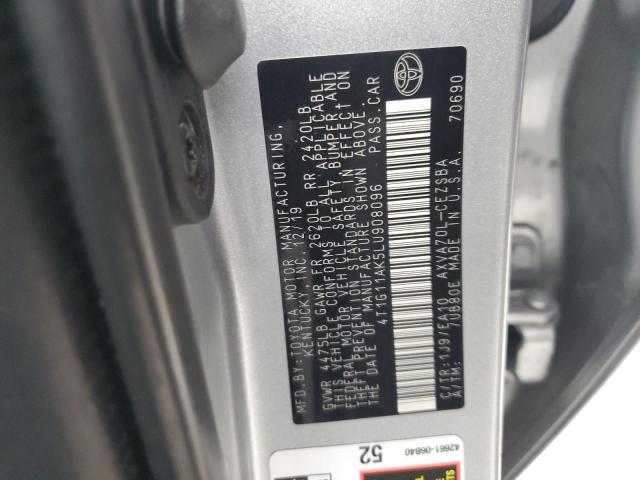 MFD.BY:TOYOTA MOTOR MANUFACTURING,
KENTUCKY, INC. 12/19
GVWR 4475LB GAWR FR 2620LB RR 2420LB
THIS VEHICLE CONFORMS TO ALL APPLICABLE
FEDERAL MOTOR VEHICLE SAFETY, BUMPER, AND
THEFT PREVENTION STANDARDS IN EFFECT ON
THE DATE OF MANUFACTURE SHOWN ABOVE.
4T1G11AK5LU908096 PASS.CAR
C/TR:1J9/EA10 AXVA70L-CEZSBA
A/TM: 7U880E MADE IN U.S.A. 70690
52
42661-06B40